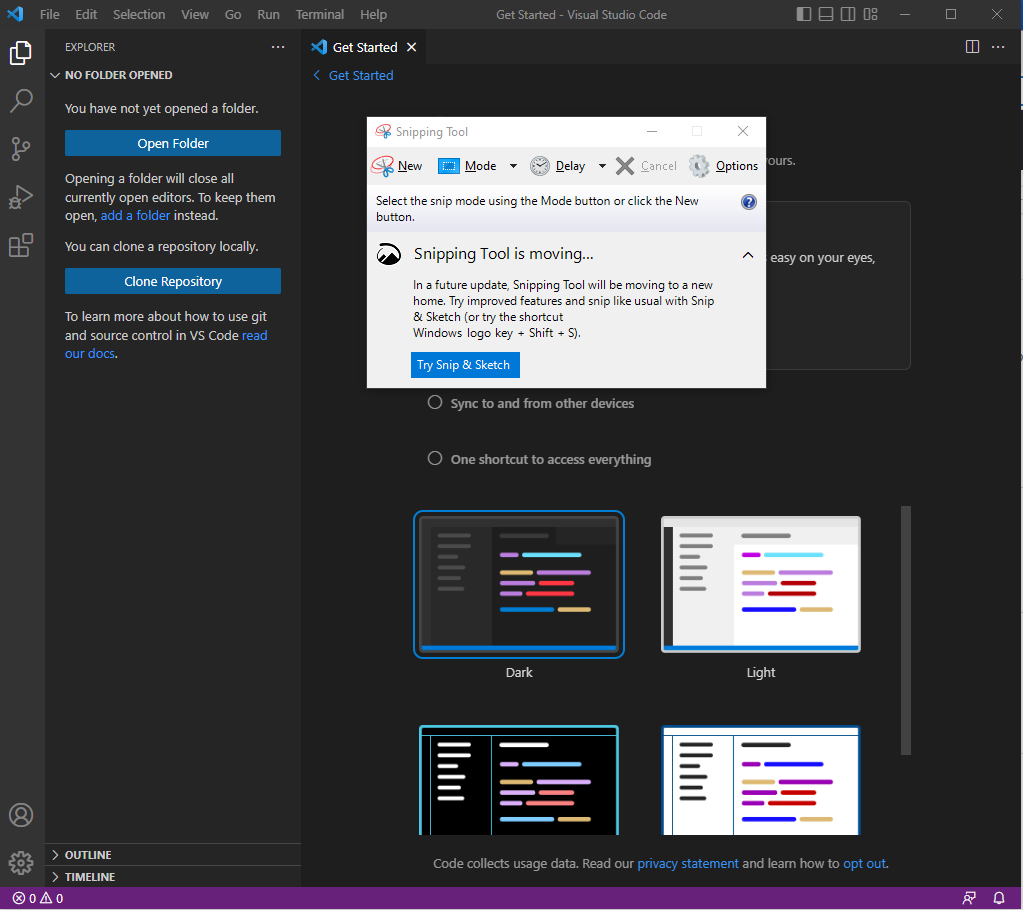 File Edit Selection View Go Run Terminal Help
Get Started - Visual Studio Code
EXPLORER
NO FOLDER OPENED
You have not yet opened a folder.
Open Folder
Opening a folder will close all
currently open editors. To keep them
open, add a folder instead.
You can clone a repository locally.
Clone Repository
To learn more about how to use git
and source control in VS Code read
our docs.
OUTLINE
TIMELINE
0 0
Get Started
Get Started
yours.
Snipping Tool
New Mode Delay Cancel Options
Select the snip mode using the Mode button or click the New
button.
Snipping Tool is moving...
In a future update, Snipping Tool will be moving to a new
home. Try improved features and snip like usual with Snip
& Sketch (or try the shortcut
Windows logo key + Shift + S).
Try Snip & Sketch
easy on your eyes,
Sync to and from other devices
One shortcut to access everything
Dark
Light
Code collects usage data. Read our privacy statement and learn how to opt out.